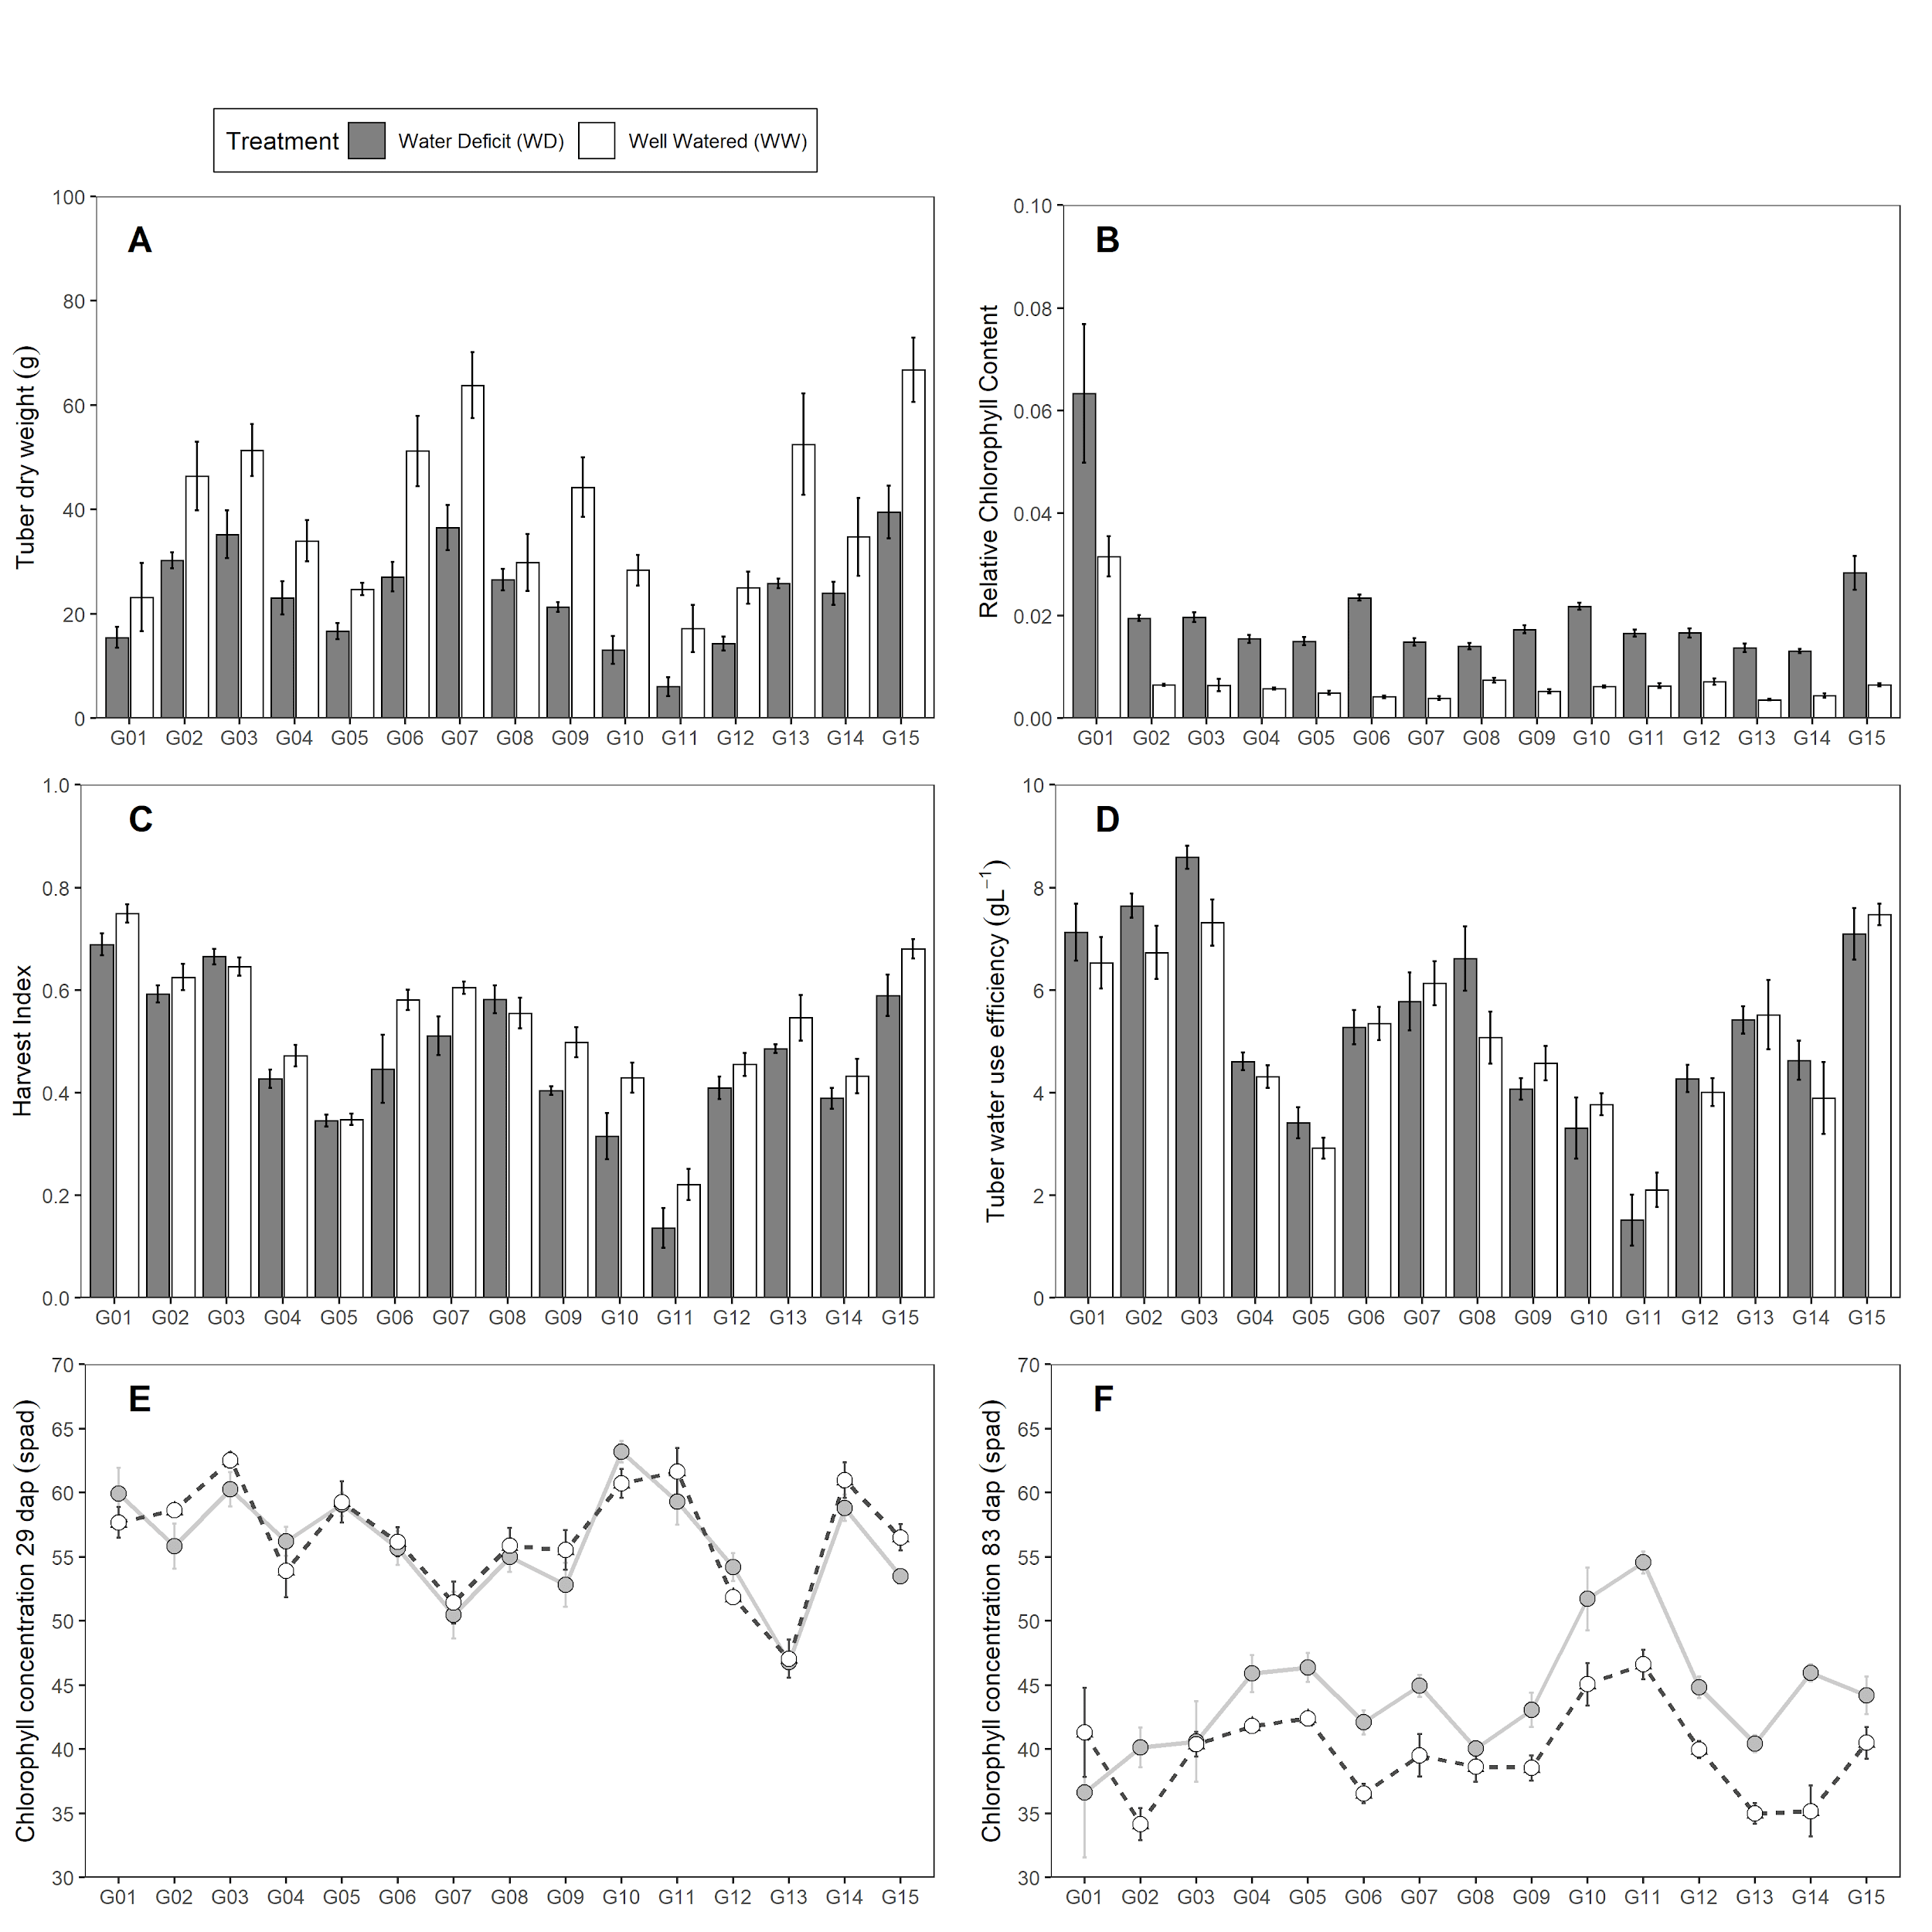 Treatment Water Deficit (WD) Well Watered (WW)
A
Tuber dry weight (g)
100
80
60
40
20
0
G01 G02 G03 G04 G05 G06 G07 G08 G09 G10 G11 G12 G13 G14 G15
B
Relative Chlorophyll Content
0.10
0.08
0.06
0.04
0.02
0.00
G01 G02 G03 G04 G05 G06 G07 G08 G09 G10 G11 G12 G13 G14 G15
C
Harvest Index
1.0
0.8
0.6
0.4
0.2
0.0
G01 G02 G03 G04 G05 G06 G07 G08 G09 G10 G11 G12 G13 G14 G15
D
Tuber water use efficiency (gL⁻¹)
10
8
6
4
2
0
G01 G02 G03 G04 G05 G06 G07 G08 G09 G10 G11 G12 G13 G14 G15
E
Chlorophyll concentration 29 dap (spad)
70
65
60
55
50
45
40
35
30
G01 G02 G03 G04 G05 G06 G07 G08 G09 G10 G11 G12 G13 G14 G15
F
Chlorophyll concentration 83 dap (spad)
70
65
60
55
50
45
40
35
30
G01 G02 G03 G04 G05 G06 G07 G08 G09 G10 G11 G12 G13 G14 G15